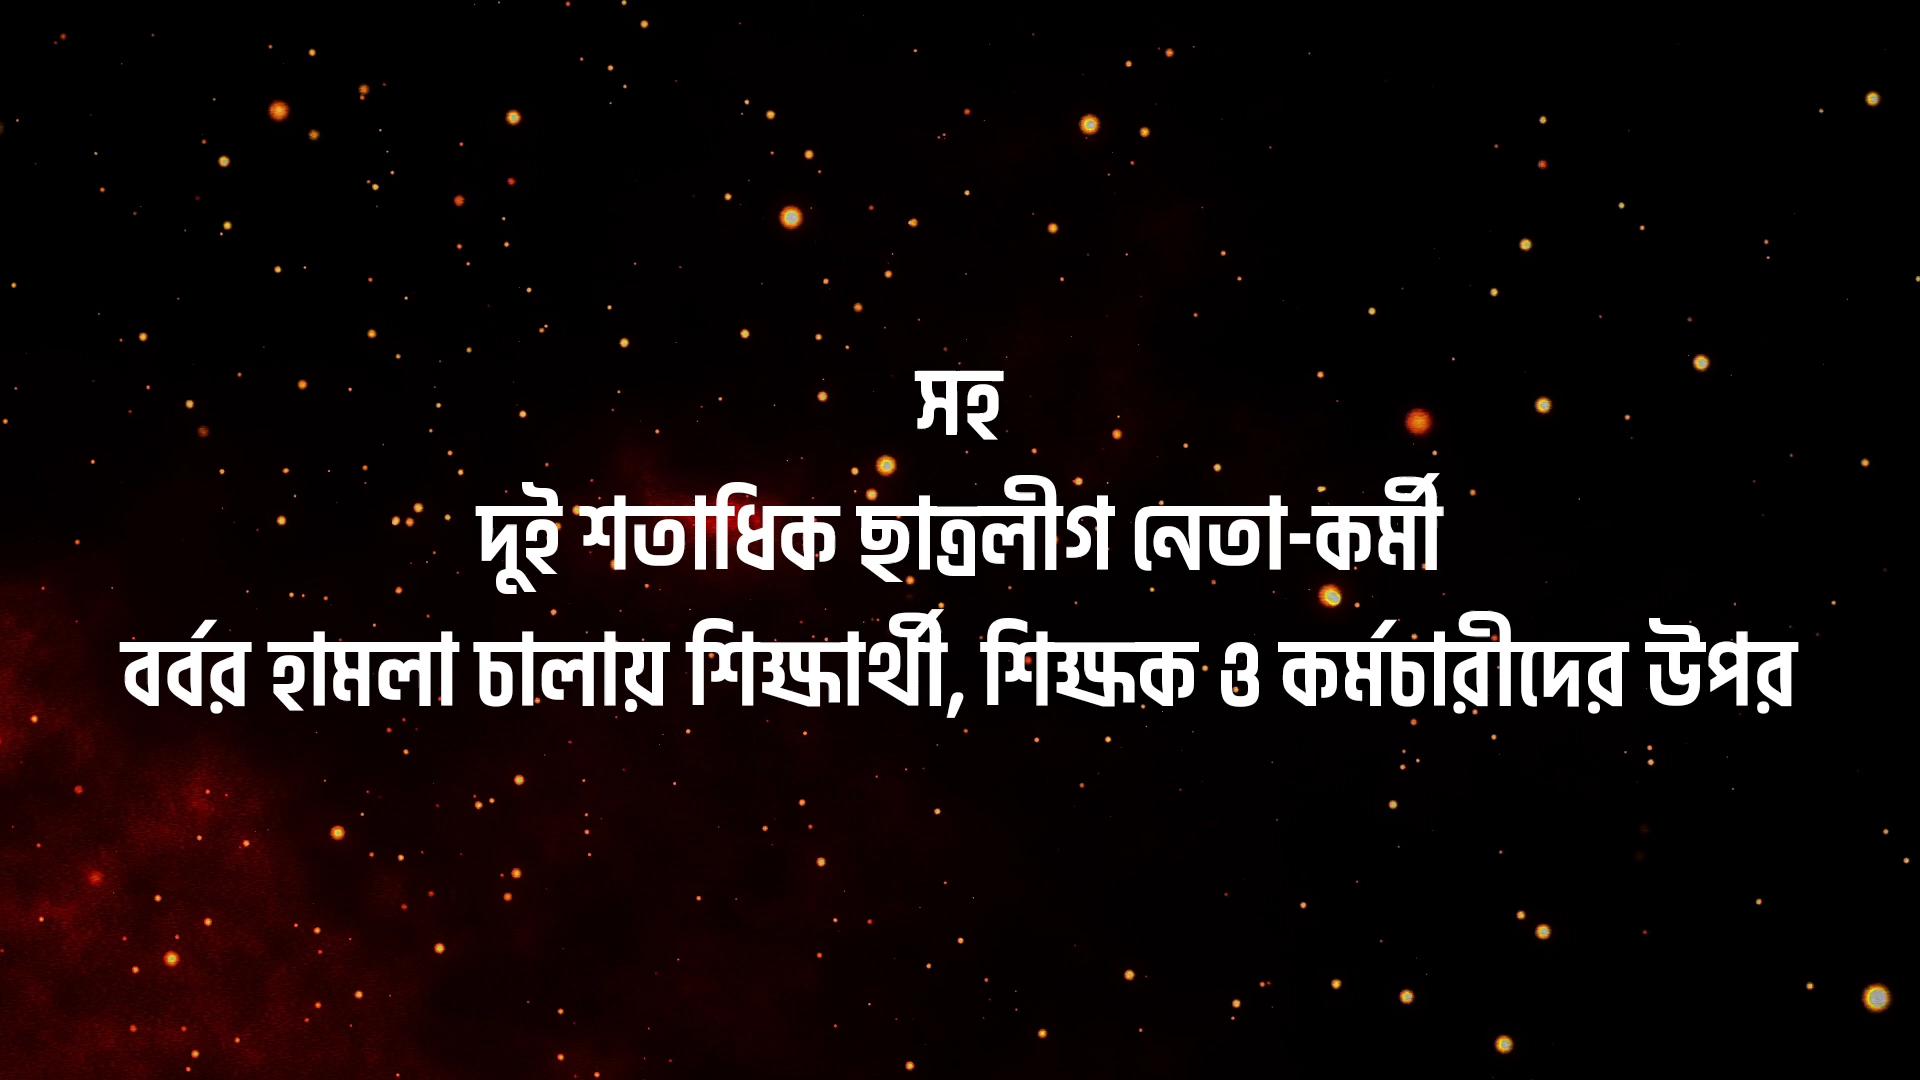 সহ
দুই শতাধিক ছাত্রলীগ নেতা-কর্মী
বর্বর হামলা চালায় শিক্ষার্থী, শিক্ষক ও কর্মচারীদের উপর